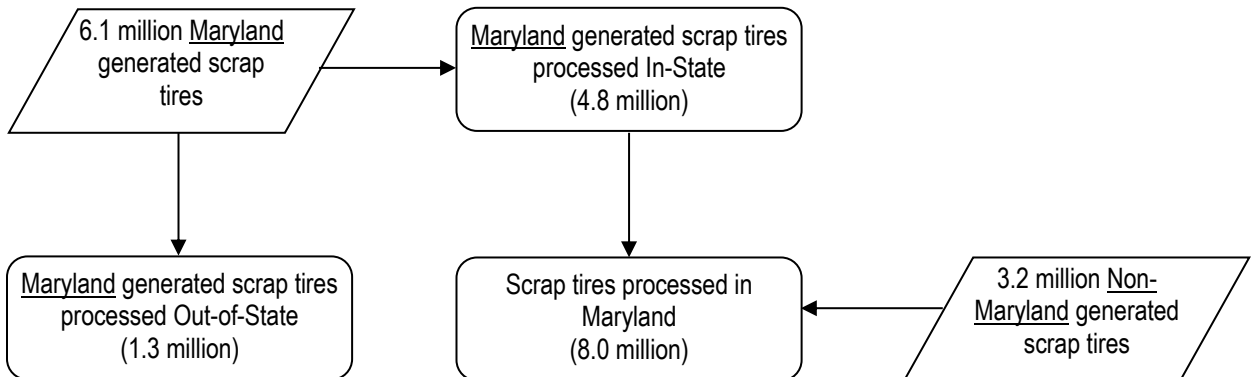 6.1 million Maryland
generated scrap
tires
Maryland generated scrap tires
processed In-State
(4.8 million)
Maryland generated scrap tires
processed Out-of-State
(1.3 million)
Scrap tires processed in
Maryland
(8.0 million)
3.2 million Non-
Maryland generated
scrap tires